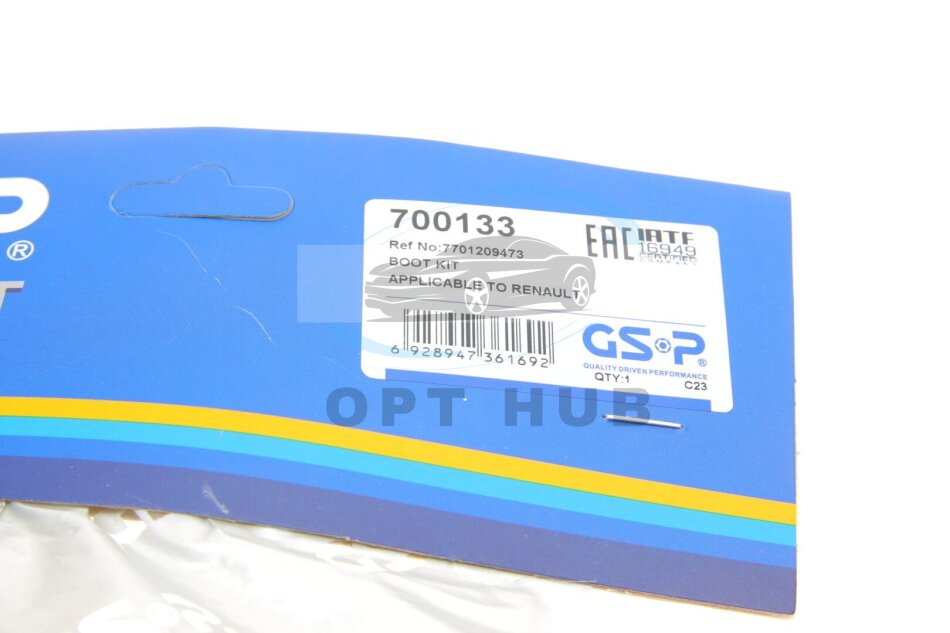 P
®
700133
Ref No:7701209473
BOOT KIT
APPLICABLE TO RENAULT
6 928947 361692
EAC
IATF
16949
CERTIFIED
COMPANY
GSP®
QUALITY DRIVEN PERFORMANCE
QTY:1 C23
OPT HUB